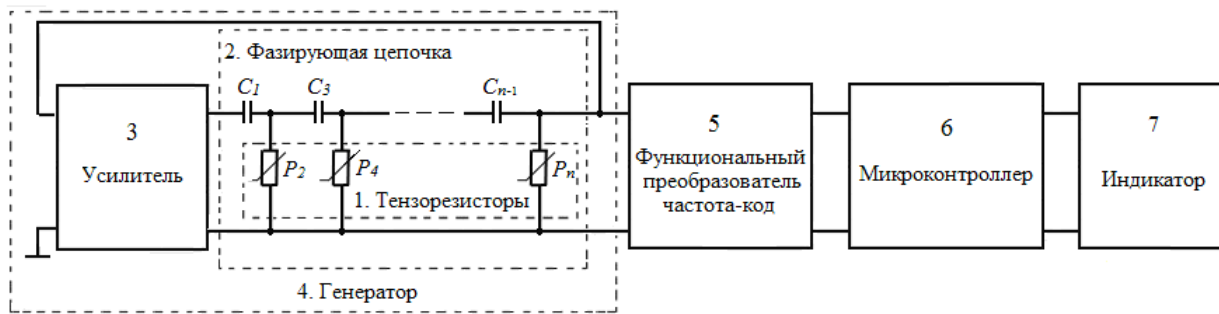 2. Фазирующая цепочка
C1 C3 Cn-1
3
Усилитель
P2 P4 Pn
1. Тензорезисторы
4. Генератор
5
Функциональный
преобразователь
частота-код
6
Микроконтроллер
7
Индикатор